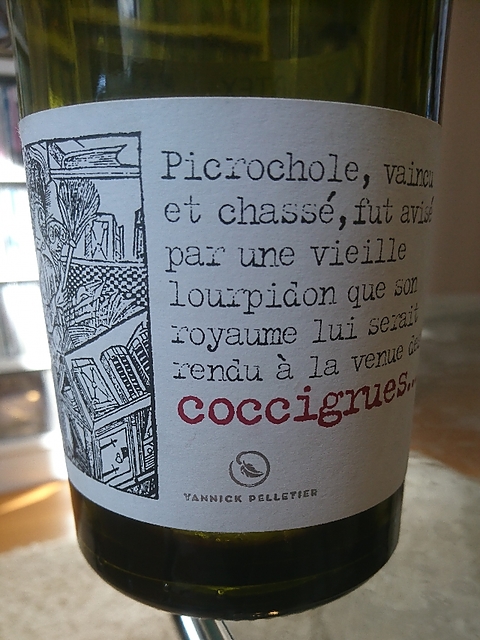 Picrochole, vaincu
et chassé, fut avisé
par une vieille
lourpidon que son
royaume lui serait
rendu à la venue des
coccigrues...
YANNICK PELLETIER